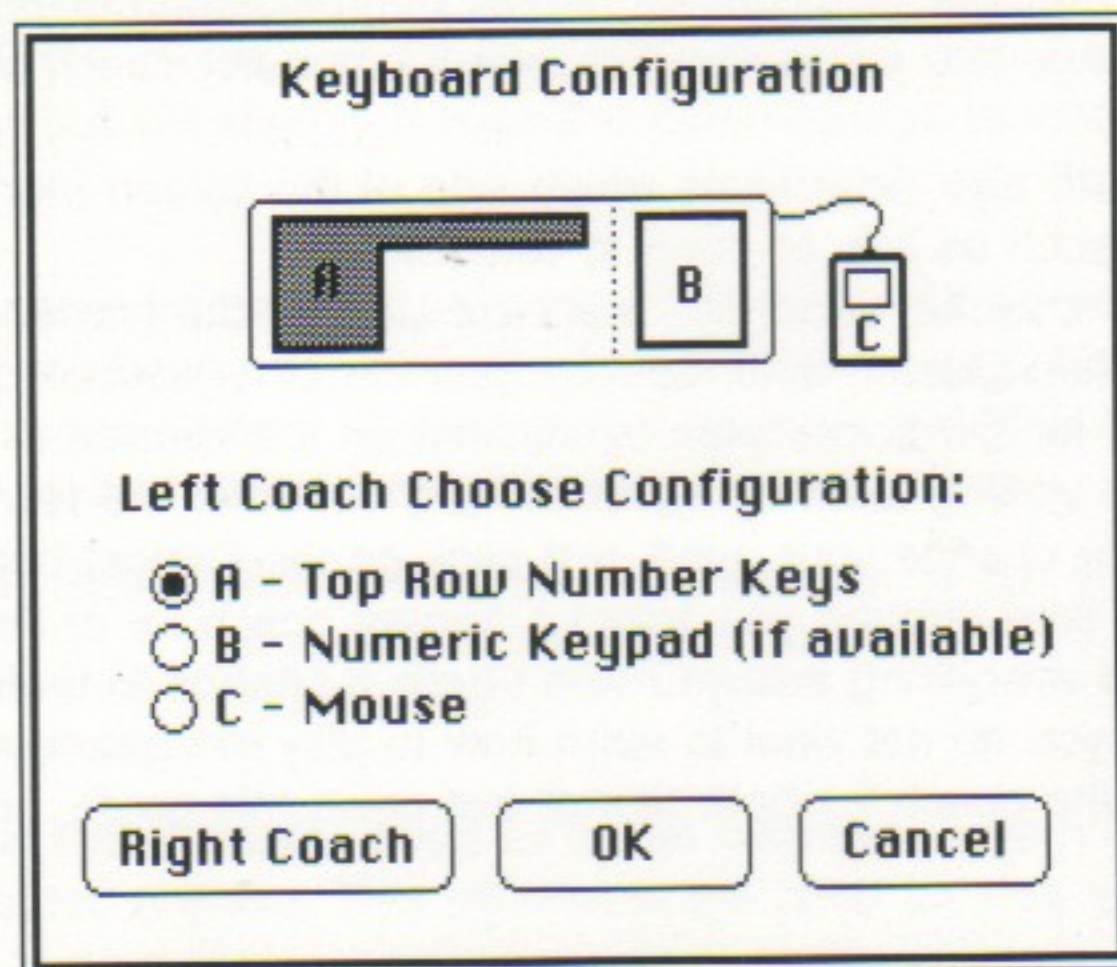 Keyboard Configuration
A
B
C
Left Coach Choose Configuration:
A - Top Row Number Keys
B - Numeric Keypad (if available)
C - Mouse
Right Coach
OK
Cancel